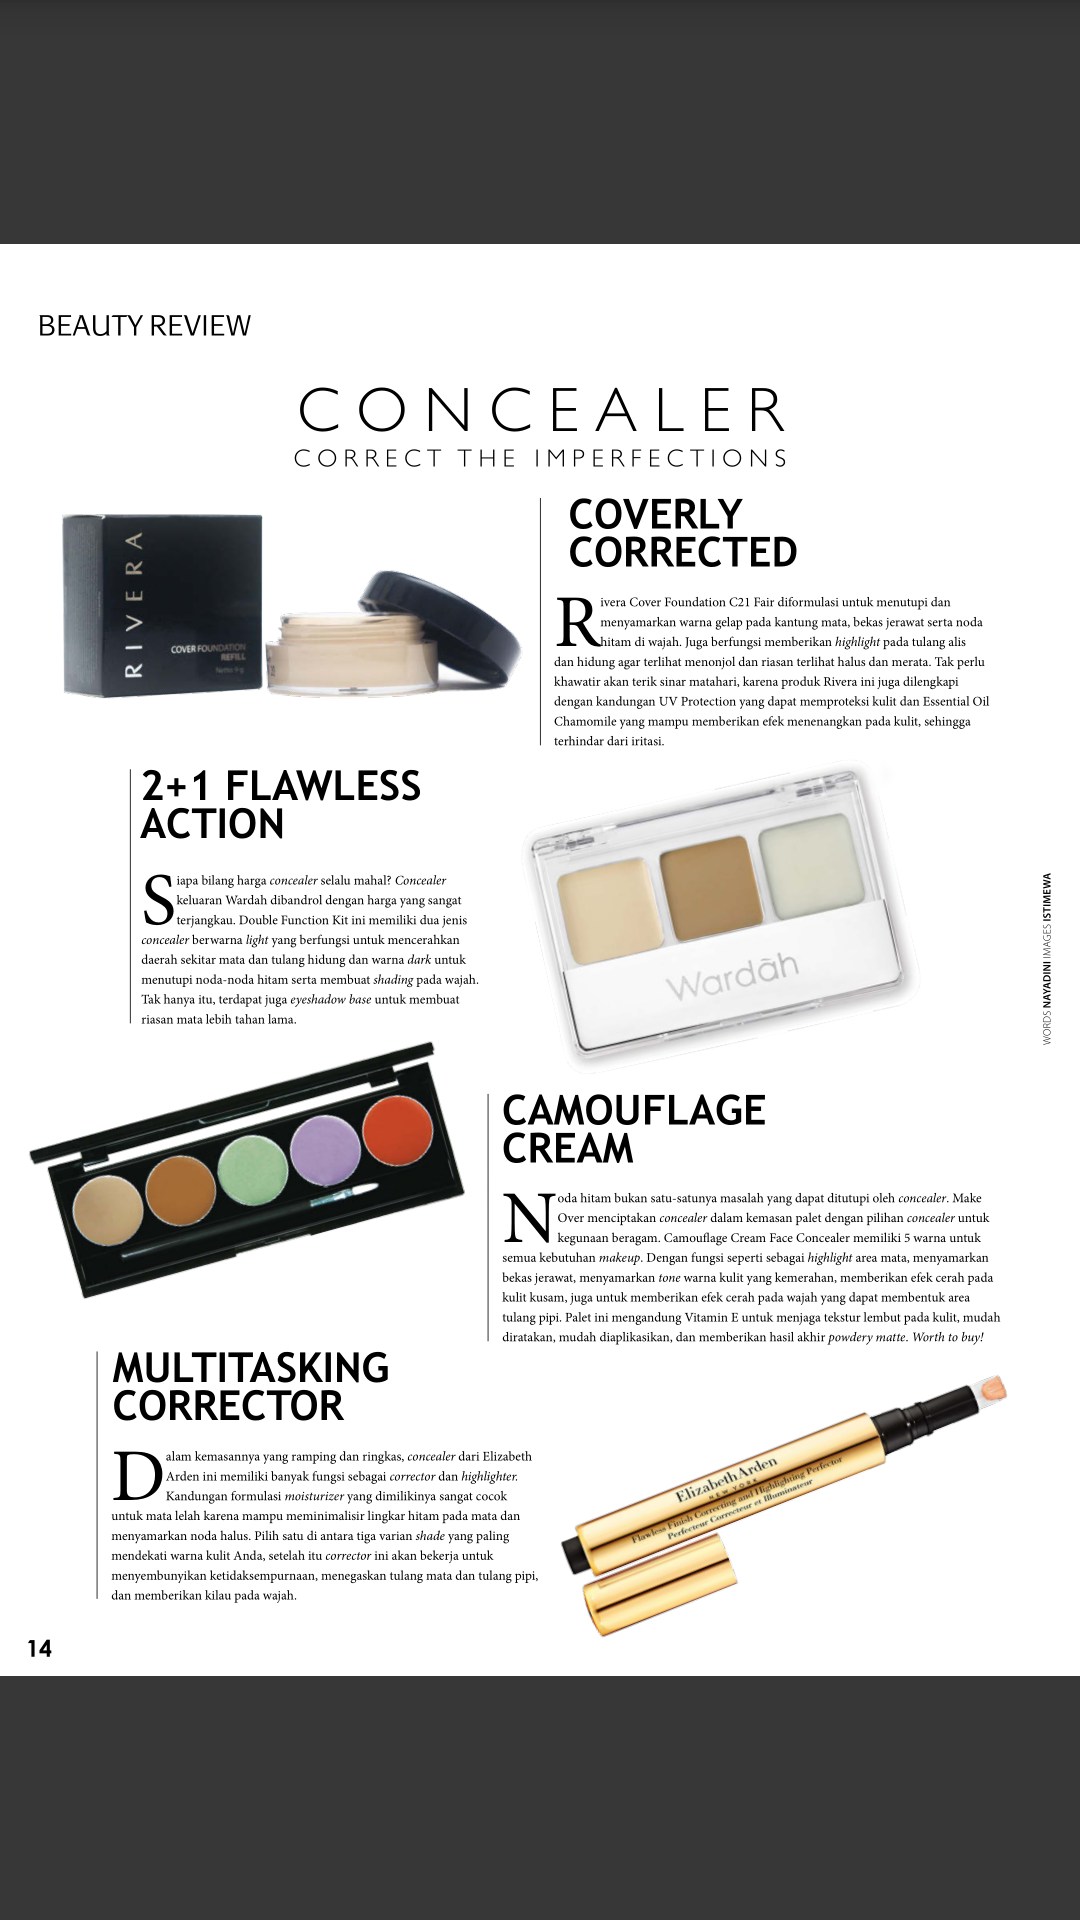 BEAUTY REVIEW
CONCEALER
CORRECT THE IMPERFECTIONS
RIVERA
COVER FOUNDATION
REFILL
Netto 9 g
COVERLY
CORRECTED
Rivera Cover Foundation C21 Fair diformulasi untuk menutupi dan
menyamarkan warna gelap pada kantung mata, bekas jerawat serta noda
hitam di wajah. Juga berfungsi memberikan highlight pada tulang alis
dan hidung agar terlihat menonjol dan riasan terlihat halus dan merata. Tak perlu
khawatir akan terik sinar matahari, karena produk Rivera ini juga dilengkapi
dengan kandungan UV Protection yang dapat memproteksi kulit dan Essential Oil
Chamomile yang mampu memberikan efek menenangkan pada kulit, sehingga
terhindar dari iritasi.
2+1 FLAWLESS
ACTION
Siapa bilang harga concealer selalu mahal? Concealer
keluaran Wardah dibandrol dengan harga yang sangat
terjangkau. Double Function Kit ini memiliki dua jenis
concealer berwarna light yang berfungsi untuk mencerahkan
daerah sekitar mata dan tulang hidung dan warna dark untuk
menutupi noda-noda hitam serta membuat shading pada wajah.
Tak hanya itu, terdapat juga eyeshadow base untuk membuat
riasan mata lebih tahan lama.
Wardāh
WORDS NAYADINI IMAGES ISTIMEWA
CAMOUFLAGE
CREAM
Noda hitam bukan satu-satunya masalah yang dapat ditutupi oleh concealer. Make
Over menciptakan concealer dalam kemasan palet dengan pilihan concealer untuk
kegunaan beragam. Camouflage Cream Face Concealer memiliki 5 warna untuk
semua kebutuhan makeup. Dengan fungsi seperti sebagai highlight area mata, menyamarkan
bekas jerawat, menyamarkan tone warna kulit yang kemerahan, memberikan efek cerah pada
kulit kusam, juga untuk memberikan efek cerah pada wajah yang dapat membentuk area
tulang pipi. Palet ini mengandung Vitamin E untuk menjaga tekstur lembut pada kulit, mudah
diratakan, mudah diaplikasikan, dan memberikan hasil akhir powdery matte. Worth to buy!
MULTITASKING
CORRECTOR
Dalam kemasannya yang ramping dan ringkas, concealer dari Elizabeth
Arden ini memiliki banyak fungsi sebagai corrector dan highlighter.
Kandungan formulasi moisturizer yang dimilikinya sangat cocok
untuk mata lelah karena mampu meminimalisir lingkar hitam pada mata dan
menyamarkan noda halus. Pilih satu di antara tiga varian shade yang paling
mendekati warna kulit Anda, setelah itu corrector ini akan bekerja untuk
menyembunyikan ketidaksempurnaan, menegaskan tulang mata dan tulang pipi,
dan memberikan kilau pada wajah.
Elizabeth Arden
NEW YORK
Flawless Finish Correcting and Highlighting Perfector
Perfecteur Correcteur et Illuminateur
14